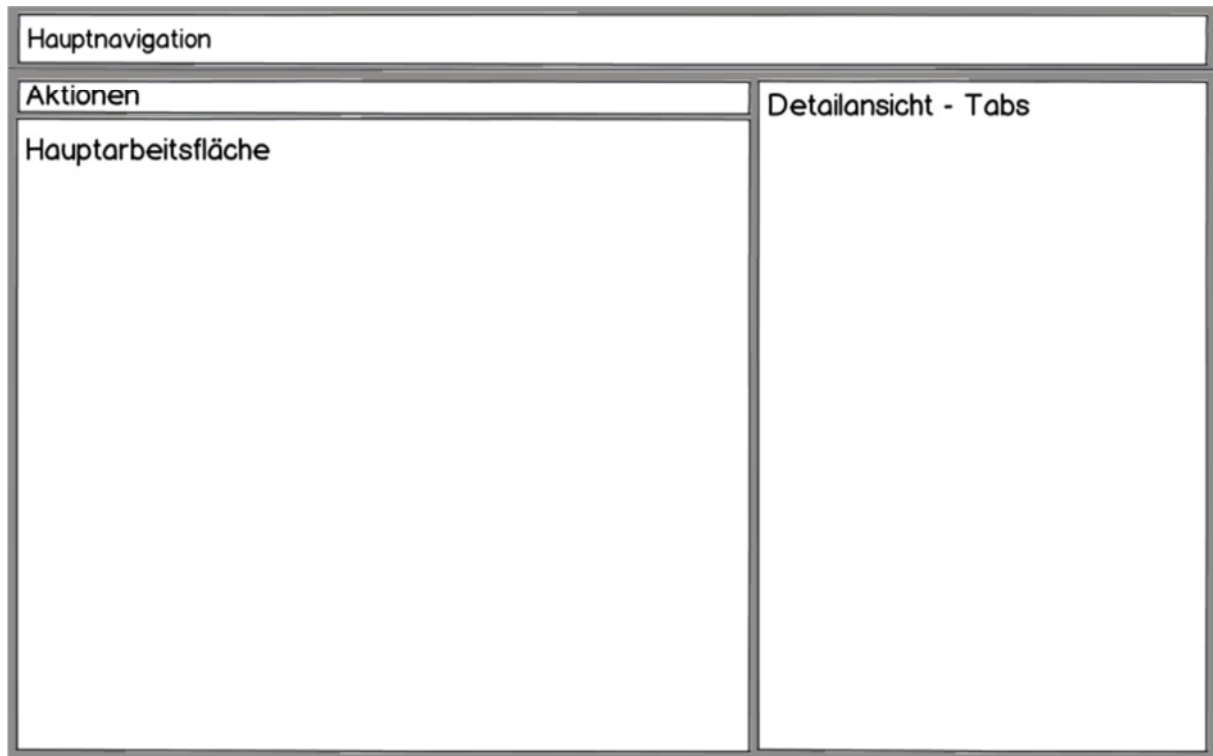 Hauptnavigation
Aktionen
Hauptarbeitsfläche
Detailansicht - Tabs